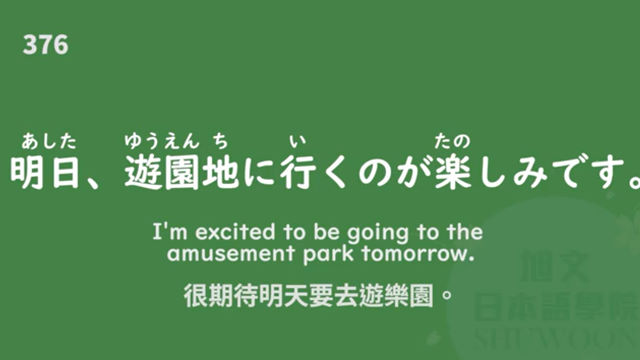 376
あした ゆうえん ち い たの
明日、遊園地に行くのが楽しみです。
I'm excited to be going to the
amusement park tomorrow.
很期待明天要去遊樂園。
旭文
日本語學院
SHUWOON